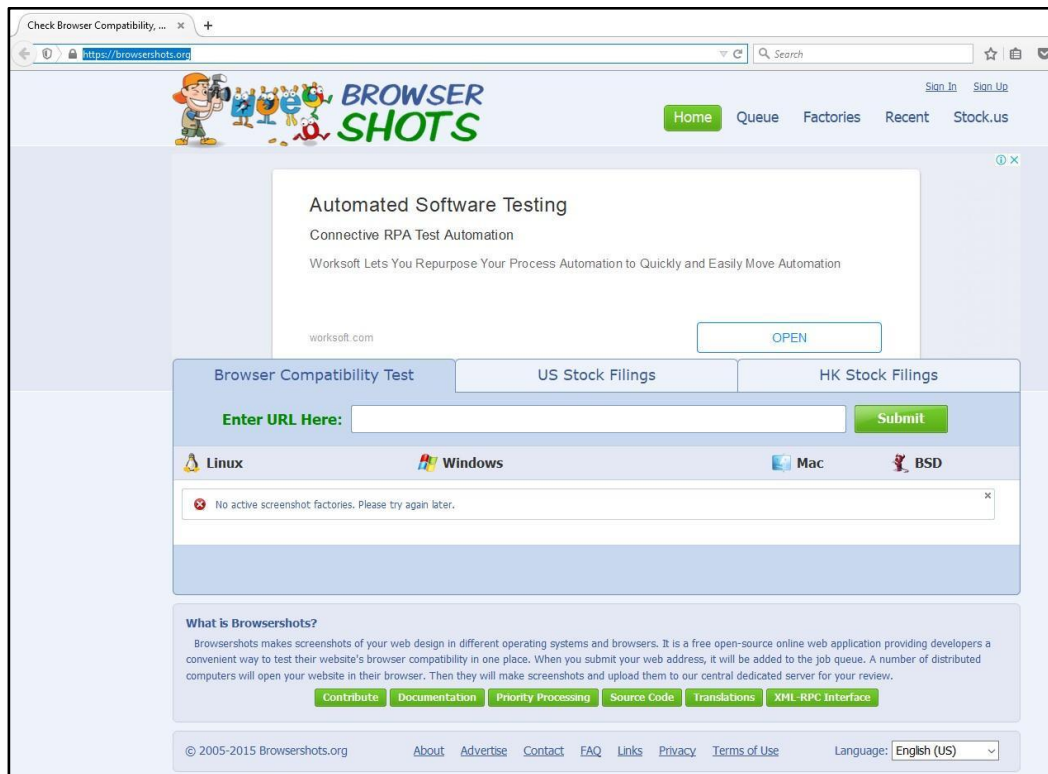 Check Browser Compatibility, ...
https://browsershots.org
Search
BROWSER
SHOTS
Sign In Sign Up
Home Queue Factories Recent Stock.us
Automated Software Testing
Connective RPA Test Automation
Worksoft Lets You Repurpose Your Process Automation to Quickly and Easily Move Automation
worksoft.com
OPEN
Browser Compatibility Test US Stock Filings HK Stock Filings
Enter URL Here: Submit
Linux Windows Mac BSD
No active screenshot factories. Please try again later.
What is Browsershots?
Browsershots makes screenshots of your web design in different operating systems and browsers. It is a free open-source online web application providing developers a
convenient way to test their website's browser compatibility in one place. When you submit your web address, it will be added to the job queue. A number of distributed
computers will open your website in their browser. Then they will make screenshots and upload them to our central dedicated server for your review.
Contribute Documentation Priority Processing Source Code Translations XML-RPC Interface
© 2005-2015 Browsershots.org About Advertise Contact FAQ Links Privacy Terms of Use Language: English (US)